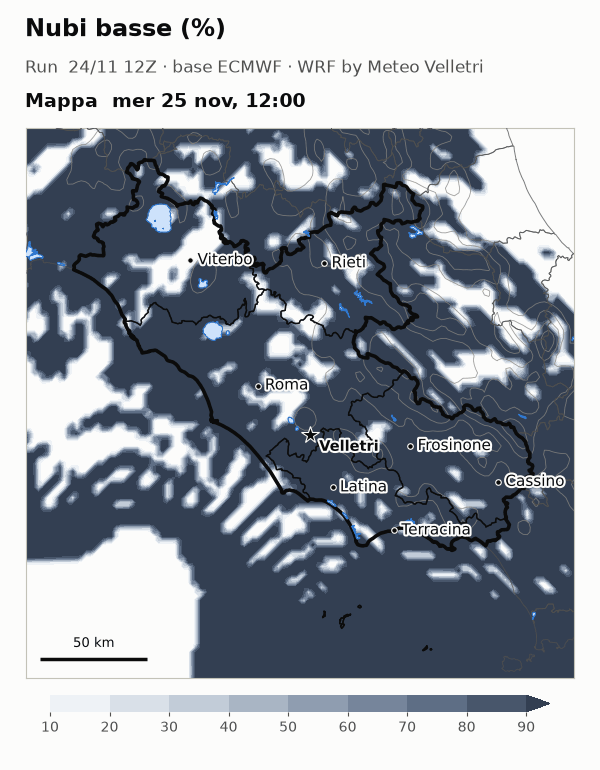 Nubi basse (%)
Run  24/11 12Z · base ECMWF · WRF by Meteo Velletri
Mappa  mer 25 nov, 12:00
Viterbo
Rieti
Roma
Velletri
Frosinone
Cassino
Latina
Terracina
50 km
10 20 30 40 50 60 70 80 90